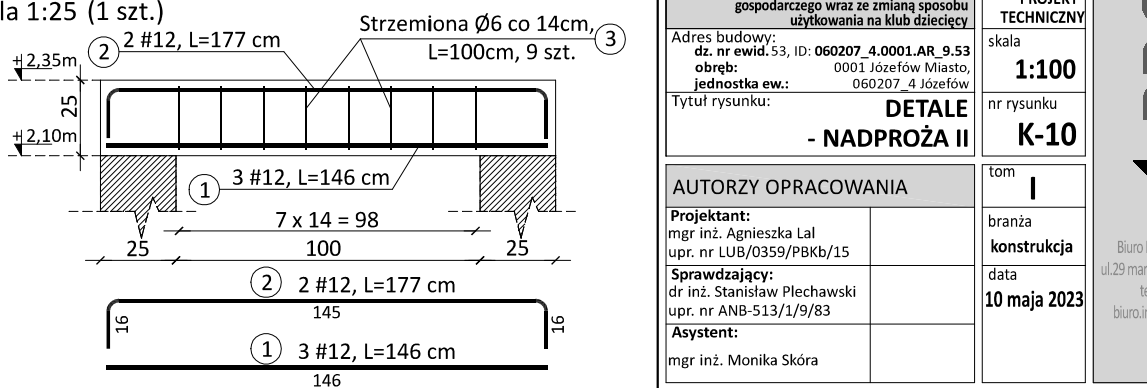 la 1:25 (1 szt.)
Strzemiona Ø6 co 14cm,
L=100cm, 9 szt.
3
2
2 #12, L=177 cm
+2,35m
25
+2,10m
1
3 #12, L=146 cm
7 x 14 = 98
25
100
25
2
2 #12, L=177 cm
145
16
16
1
3 #12, L=146 cm
146
gospodarczego wraz ze zmianą sposobu
użytkowania na klub dziecięcy
Adres budowy:
dz. nr ewid. 53, ID: 060207_4.0001.AR_9.53
obręb: 0001 Józefów Miasto,
jednostka ew.: 060207_4 Józefów
Tytuł rysunku:
DETALE
- NADPROŻA II
PROJEKT
TECHNICZNY
skala
1:100
nr rysunku
K-10
AUTORZY OPRACOWANIA
Projektant:
mgr inż. Agnieszka Lal
upr. nr LUB/0359/PBKb/15
Sprawdzający:
dr inż. Stanisław Plechawski
upr. nr ANB-513/1/9/83
Asystent:
mgr inż. Monika Skóra
tom
I
branża
konstrukcja
data
10 maja 2023
Biuro
ul.29 mar
te
biuro.in